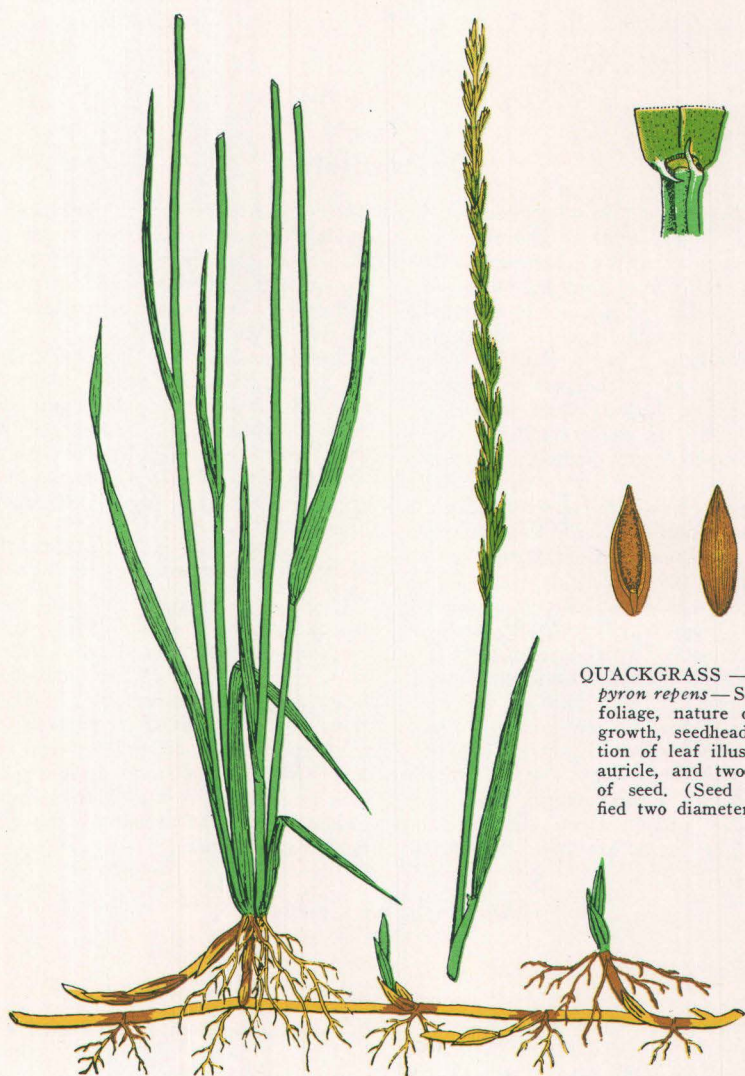 QUACKGRASS —
pyron repens—S
foliage, nature o
growth, seedhead
tion of leaf illus
auricle, and two
of seed. (Seed
fied two diameter